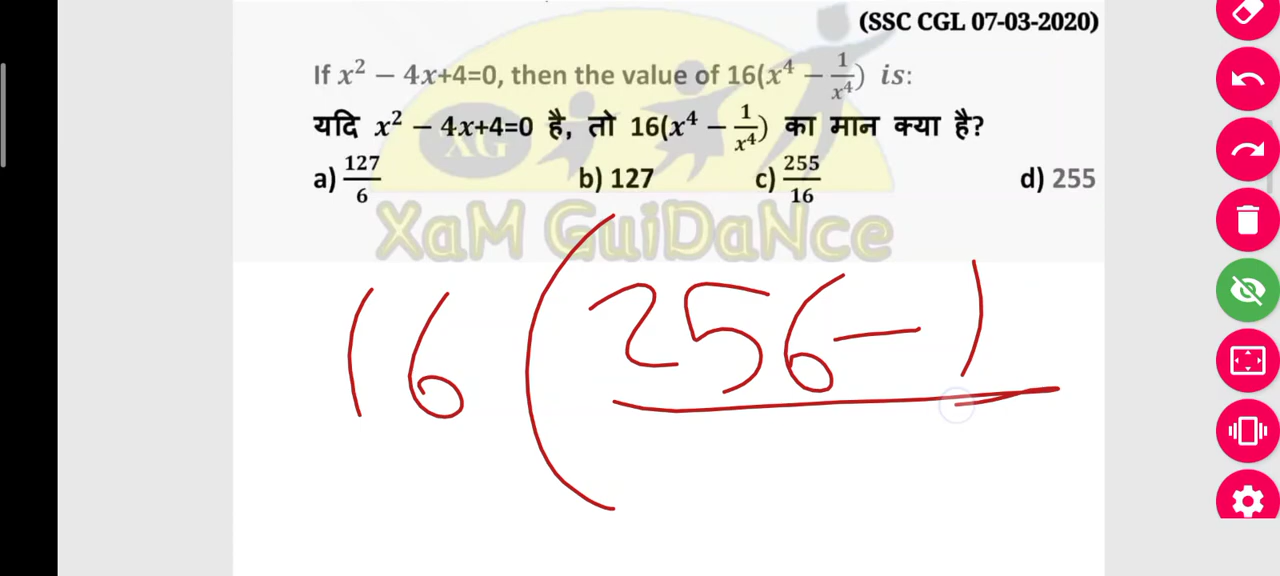 (SSC CGL 07-03-2020)
If x² − 4x+4=0, then the value of 16(x⁴ − 1/x⁴) is:
यदि x² − 4x+4=0 है, तो 16(x⁴ − 1/x⁴) का मान क्या है?
a) 127/6 b) 127 c) 255/16 d) 255
XG
XaM GuiDaNce
16 ( 256 − 1